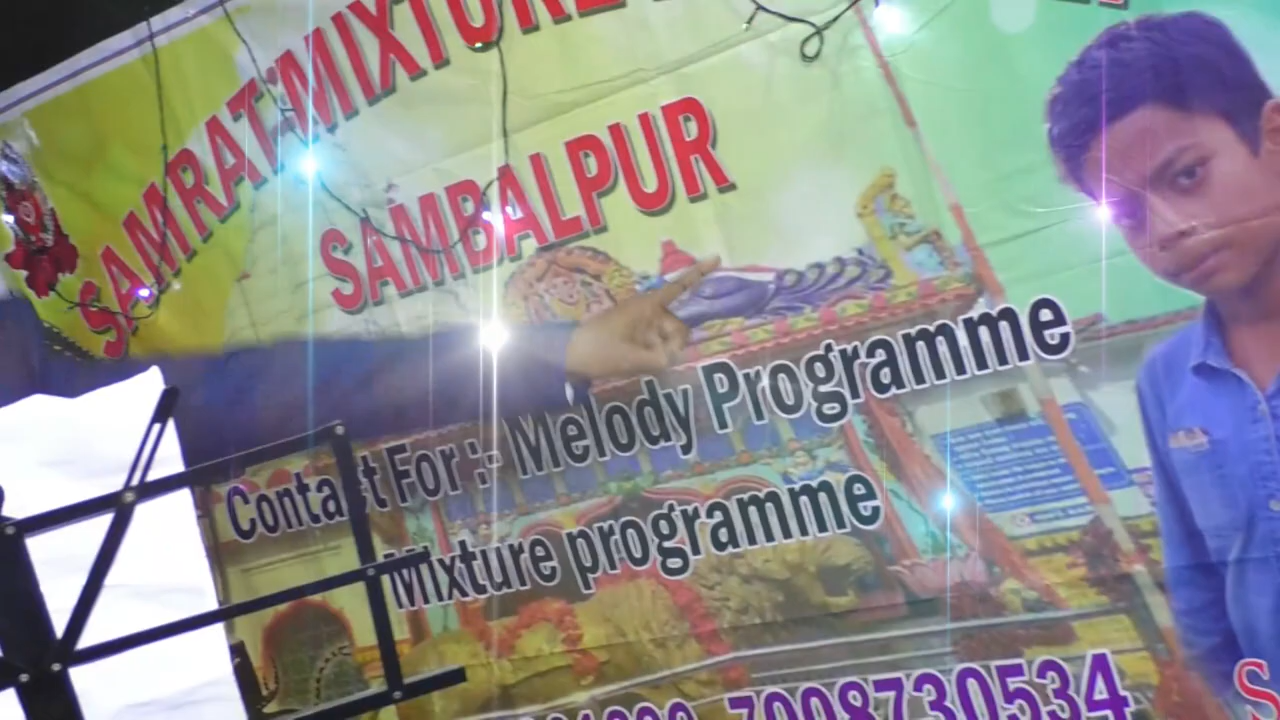 SAMRAT MIXTURE
SAMBALPUR
Contact For :- Melody Programme
Mixture programme
7008730534
S